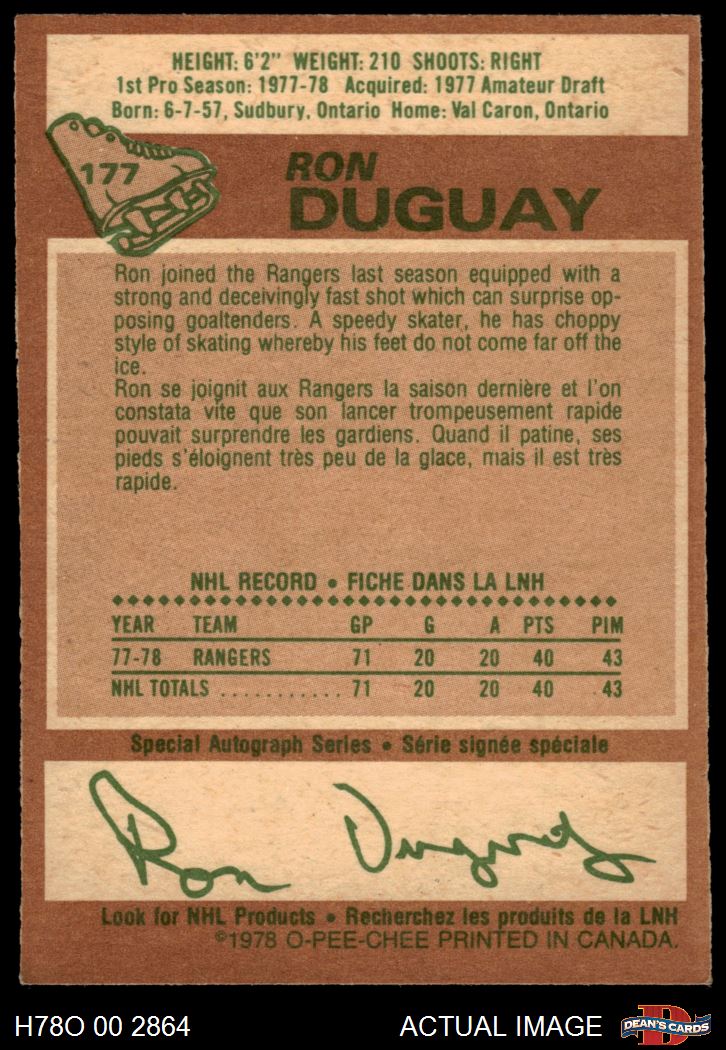 HEIGHT: 6'2" WEIGHT: 210 SHOOTS: RIGHT
1st Pro Season: 1977-78 Acquired: 1977 Amateur Draft
Born: 6-7-57, Sudbury, Ontario Home: Val Caron, Ontario
177
RON
DUGUAY
Ron joined the Rangers last season equipped with a
strong and deceivingly fast shot which can surprise op-
posing goaltenders. A speedy skater, he has choppy
style of skating whereby his feet do not come far off the
ice.
Ron se joignit aux Rangers la saison dernière et l'on
constata vite que son lancer trompeusement rapide
pouvait surprendre les gardiens. Quand il patine, ses
pieds s'éloignent très peu de la glace, mais il est très
rapide.
NHL RECORD • FICHE DANS LA LNH
YEAR TEAM GP G A PTS PIM
77-78 RANGERS 71 20 20 40 43
NHL TOTALS ........... 71 20 20 40 43
Special Autograph Series • Série signée spéciale
Ron Duguay
Look for NHL Products • Recherchez les produits de la LNH
©1978 O-PEE-CHEE PRINTED IN CANADA.
H78O 00 2864 ACTUAL IMAGE
D
DEAN'S CARDS